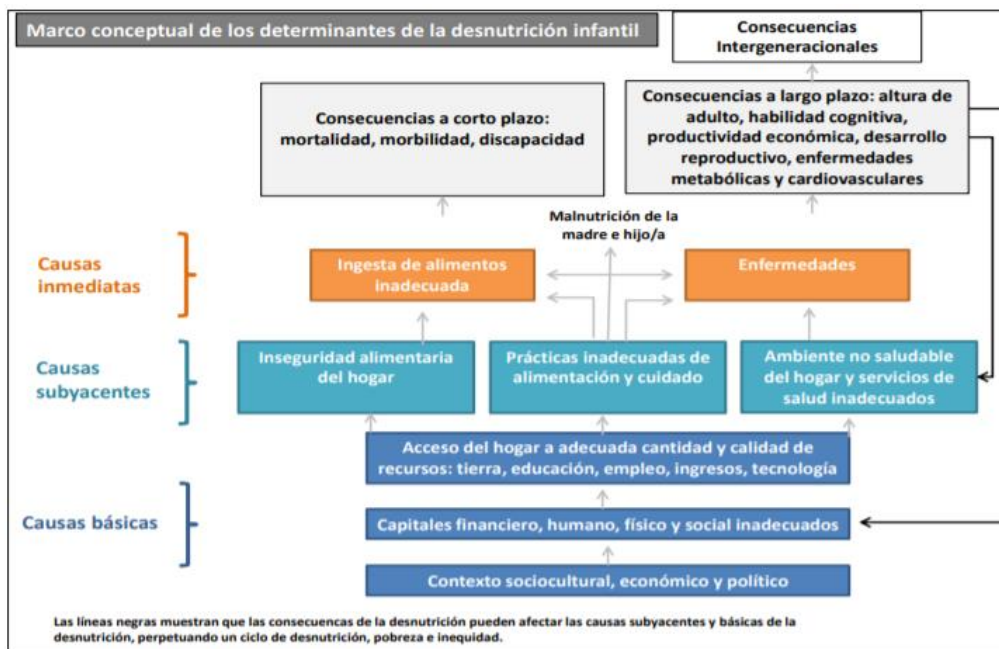 Marco conceptual de los determinantes de la desnutrición infantil
Consecuencias
Intergeneracionales
Consecuencias a corto plazo:
mortalidad, morbilidad, discapacidad
Consecuencias a largo plazo: altura de
adulto, habilidad cognitiva,
productividad económica, desarrollo
reproductivo, enfermedades
metabólicas y cardiovasculares
Malnutrición de la
madre e hijo/a
Causas
inmediatas
Ingesta de alimentos
inadecuada
Enfermedades
Causas
subyacentes
Inseguridad alimentaria
del hogar
Prácticas inadecuadas de
alimentación y cuidado
Ambiente no saludable
del hogar y servicios de
salud inadecuados
Acceso del hogar a adecuada cantidad y calidad de
recursos: tierra, educación, empleo, ingresos, tecnología
Causas básicas
Capitales financiero, humano, físico y social inadecuados
Contexto sociocultural, económico y político
Las líneas negras muestran que las consecuencas de la desnutrición pueden afectar las causas subyacentes y básicas de la
desnutrición, perpetuando un ciclo de desnutrición, pobreza e inequidad.